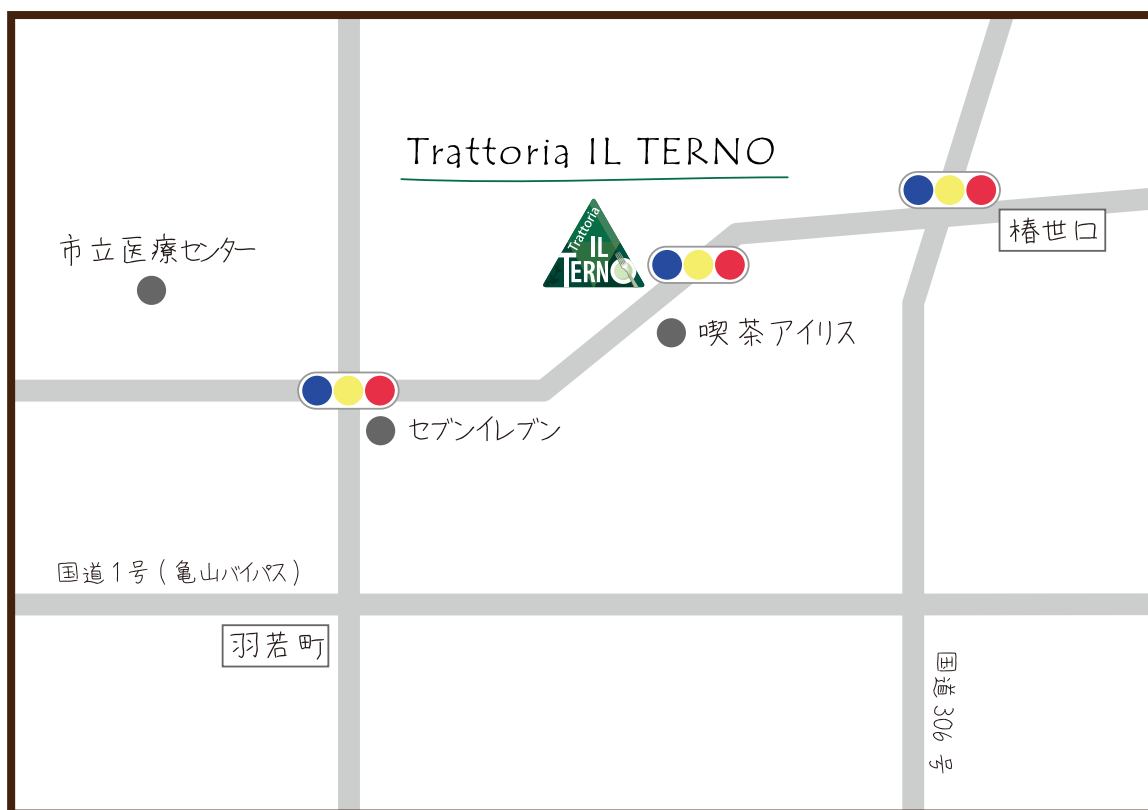 Trattoria IL TERNO
Trattoria
IL
TERNO
椿世口
市立医療センター
喫茶アイリス
セブンイレブン
国道1号(亀山バイパス)
羽若町
国道306号